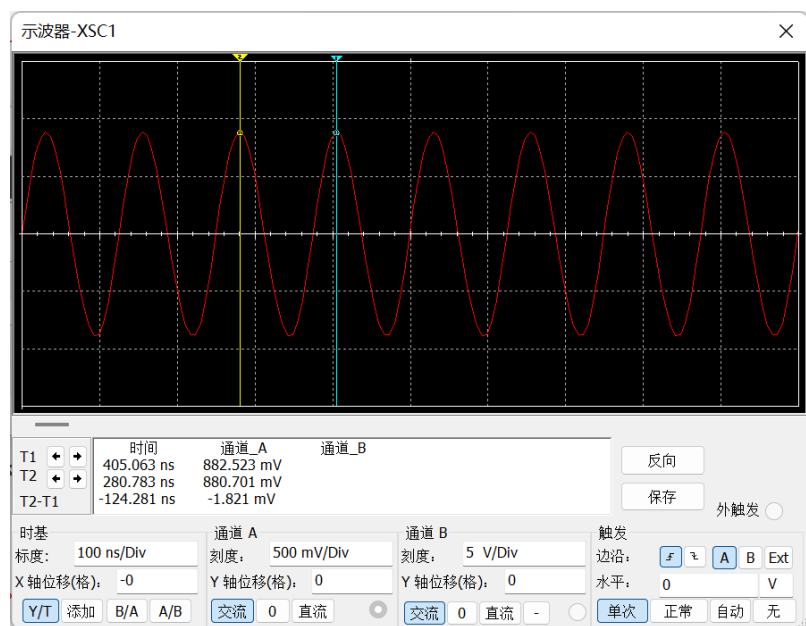 示波器-XSC1
2
1
T1
T2
T2-T1
时间 通道_A 通道_B
405.063 ns 882.523 mV
280.783 ns 880.701 mV
-124.281 ns -1.821 mV
反向
保存
外触发
时基
标度: 100 ns/Div
X 轴位移(格): -0
Y/T 添加 B/A A/B
通道 A
刻度: 500 mV/Div
Y 轴位移(格): 0
交流 0 直流
通道 B
刻度: 5 V/Div
Y 轴位移(格): 0
交流 0 直流 -
触发
边沿: A B Ext
水平: 0 V
单次 正常 自动 无